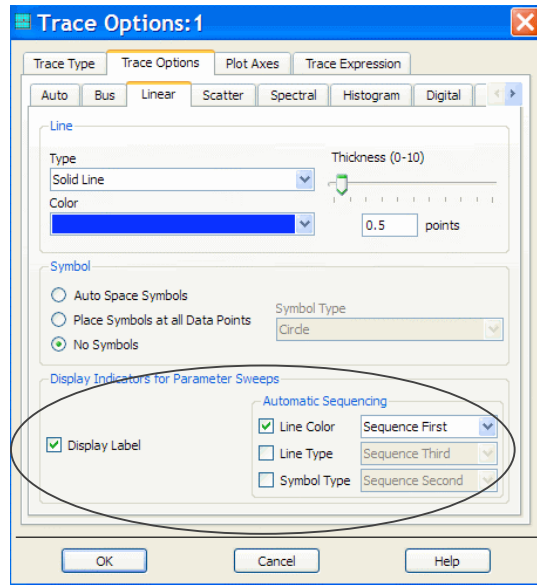 Trace Options:1
Trace Type Trace Options Plot Axes Trace Expression
Auto Bus Linear Scatter Spectral Histogram Digital
Line
Type
Thickness (0-10)
Solid Line
Color
0.5 points
Symbol
Auto Space Symbols
Place Symbols at all Data Points
No Symbols
Symbol Type
Circle
Display Indicators for Parameter Sweeps
Automatic Sequencing
Display Label
Line Color Sequence First
Line Type Sequence Third
Symbol Type Sequence Second
OK Cancel Help